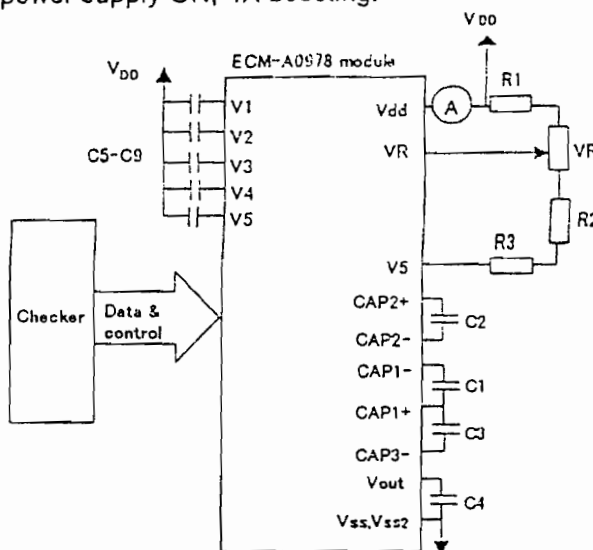 power supply ON, 4X boosting.
VDD
ECM-A0978 module
VDD
V1
V2
V3
V4
V5
C5-C9
Vdd
A
R1
VR
VR
R2
R3
V5
CAP2+
C2
CAP2-
CAP1-
C1
CAP1+
C3
CAP3-
Vout
C4
Vss,Vss2
Checker
Data &
control